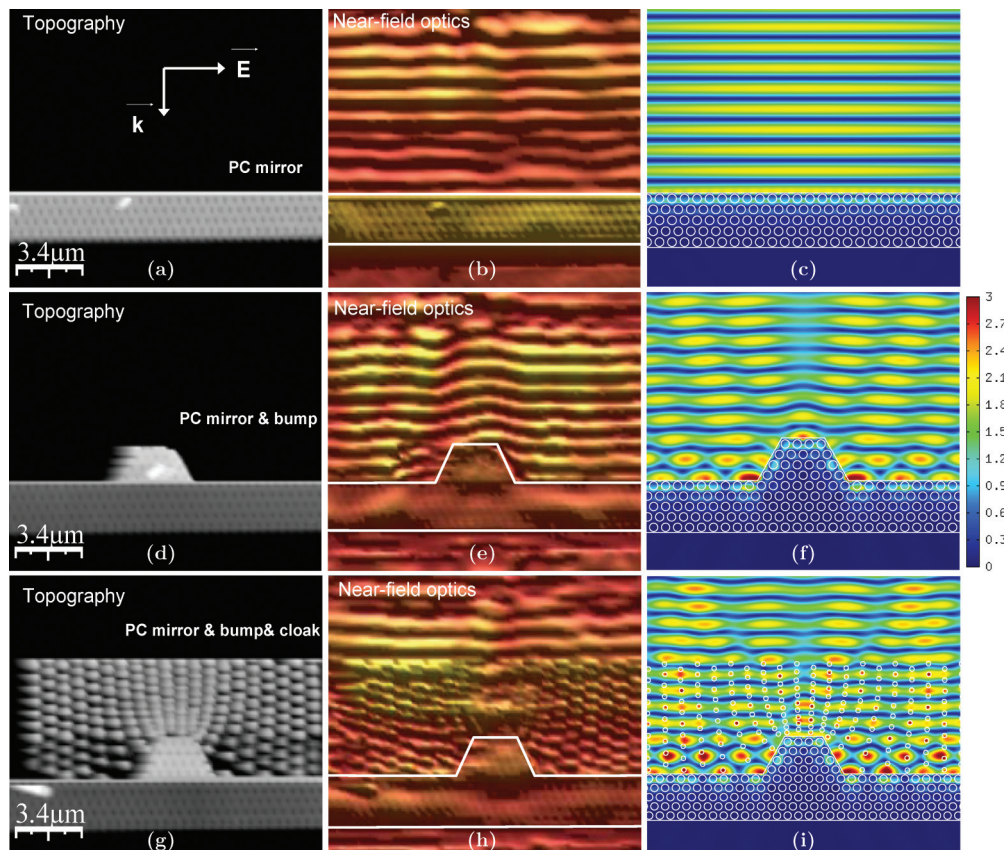 Topography
E
k
PC mirror
3.4μm
(a)
Near-field optics
(b)
(c)
Topography
PC mirror & bump
3.4μm
(d)
Near-field optics
(e)
(f)
3
2.7
2.4
2.1
1.8
1.5
1.2
0.9
0.6
0.3
0
Topography
PC mirror & bump& cloak
3.4μm
(g)
Near-field optics
(h)
(i)